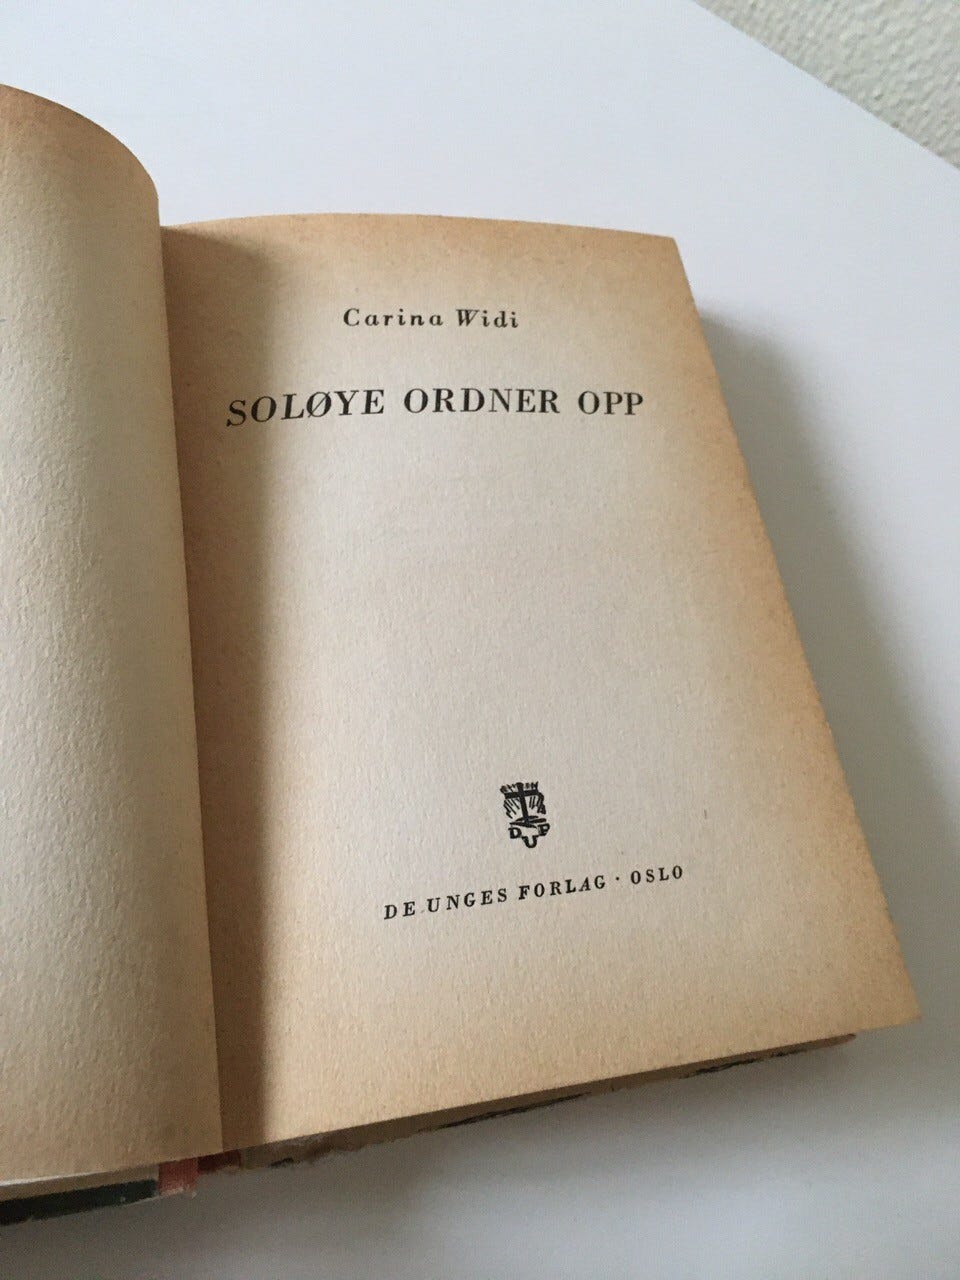 Carina Widi
SOLØYE ORDNER OPP
DE UNGES FORLAG · OSLO